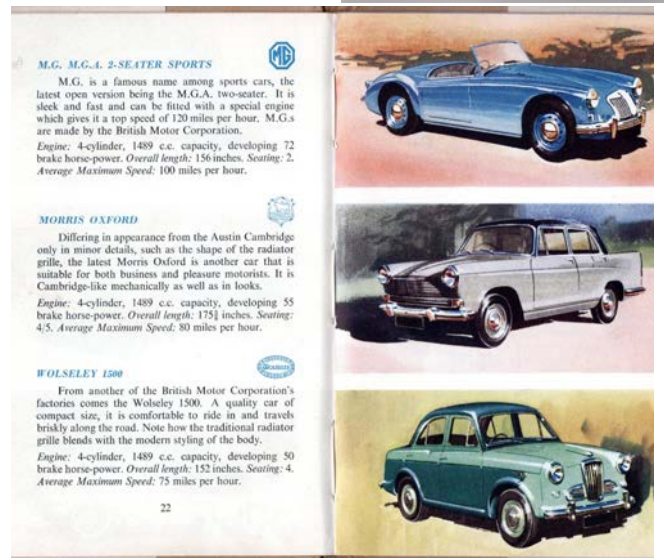 M.G. M.G.A. 2-SEATER SPORTS
MG
M.G. is a famous name among sports cars, the
latest open version being the M.G.A. two-seater. It is
sleek and fast and can be fitted with a special engine
which gives it a top speed of 120 miles per hour. M.G.s
are made by the British Motor Corporation.
Engine: 4-cylinder, 1489 c.c. capacity, developing 72
brake horse-power. Overall length: 156 inches. Seating: 2.
Average Maximum Speed: 100 miles per hour.
MORRIS OXFORD
Differing in appearance from the Austin Cambridge
only in minor details, such as the shape of the radiator
grille, the latest Morris Oxford is another car that is
suitable for both business and pleasure motorists. It is
Cambridge-like mechanically as well as in looks.
Engine: 4-cylinder, 1489 c.c. capacity, developing 55
brake horse-power. Overall length: 175¾ inches. Seating:
4/5. Average Maximum Speed: 80 miles per hour.
WOLSELEY 1500
From another of the British Motor Corporation's
factories comes the Wolseley 1500. A quality car of
compact size, it is comfortable to ride in and travels
briskly along the road. Note how the traditional radiator
grille blends with the modern styling of the body.
Engine: 4-cylinder, 1489 c.c. capacity, developing 50
brake horse-power. Overall length: 152 inches. Seating: 4.
Average Maximum Speed: 75 miles per hour.
22